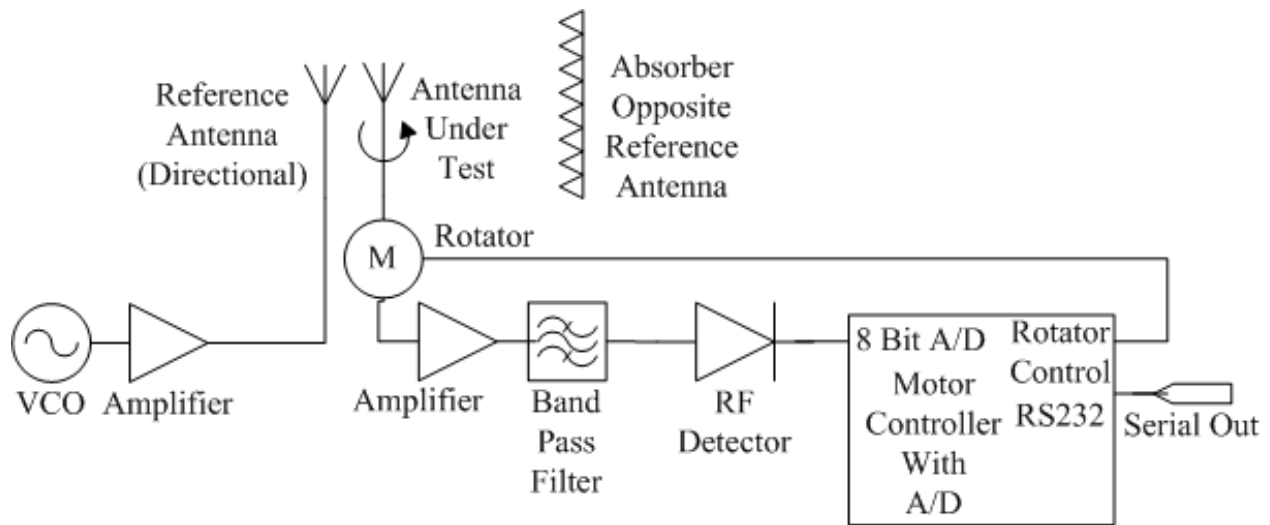 Reference
Antenna
(Directional)
Antenna
Under
Test
Absorber
Opposite
Reference
Antenna
M
Rotator
VCO
Amplifier
Amplifier
Band
Pass
Filter
RF
Detector
8 Bit A/D
Motor
Controller
With
A/D
Rotator
Control
RS232
Serial Out